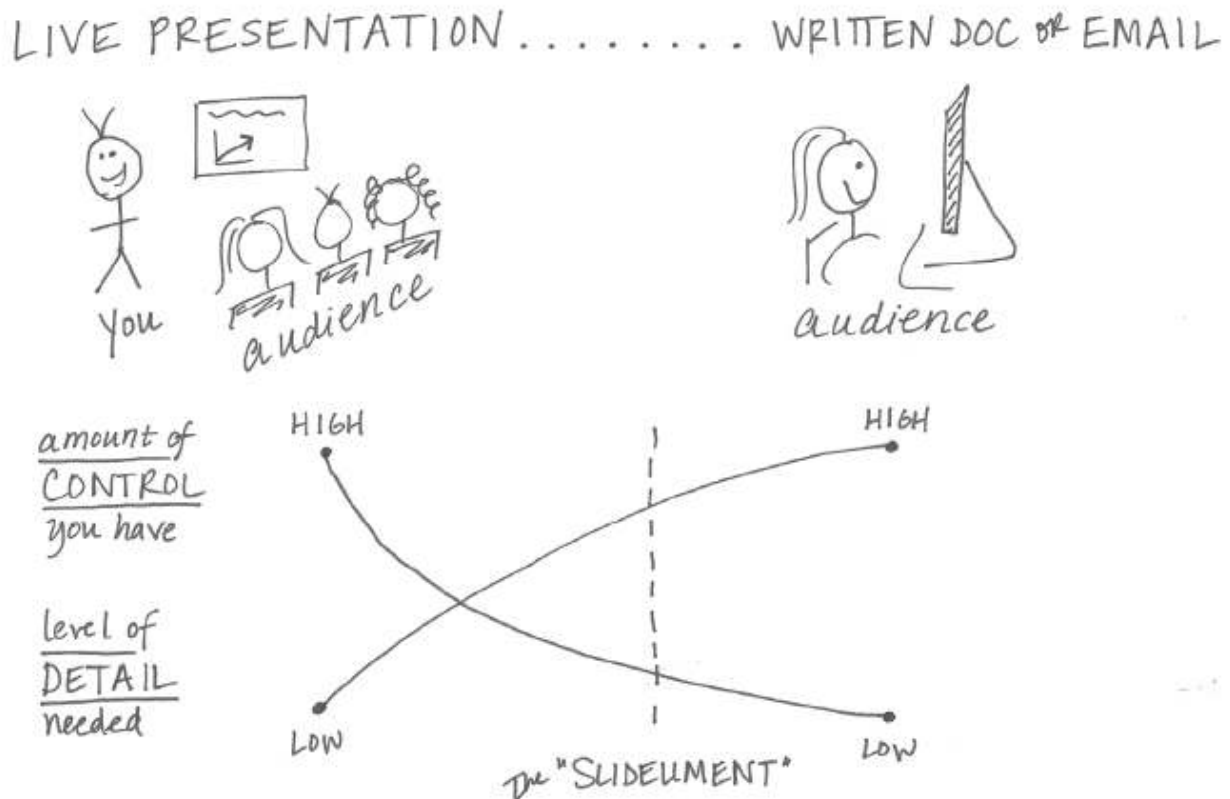 LIVE PRESENTATION ........ WRITTEN DOC OR EMAIL
you
audience
audience
amount of
CONTROL
you have
HIGH
HIGH
level of
DETAIL
needed
LOW
LOW
The "SLIDEUMENT"